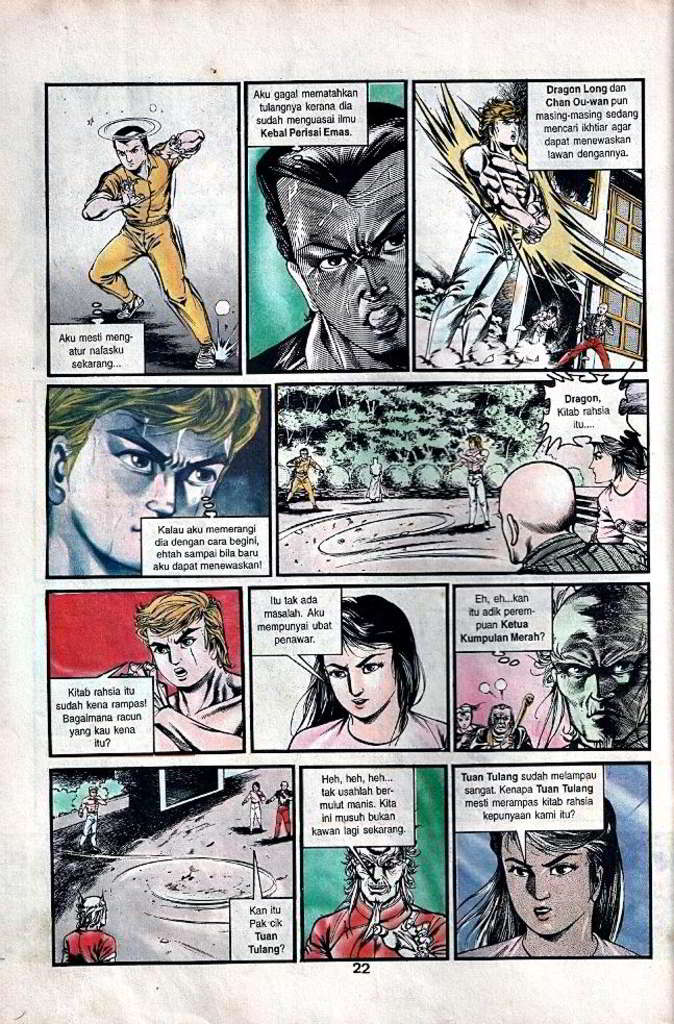 Aku mesti meng-
atur nafasku
sekarang...
Aku gagal mematahkan
tulangnya kerana dia
sudah menguasai ilmu
Kebal Perisai Emas.
Dragon Long dan
Chan Ou-wan pun
masing-masing sedang
mencari ikhtiar agar
dapat menewaskan
lawan dengannya.
Kalau aku memerangi
dia dengan cara begini,
ehtah sampai bila baru
aku dapat menewaskan!
Dragon,
Kitab rahsia
itu....
Kitab rahsia itu
sudah kena rampas!
Bagaimana racun
yang kau kena
itu?
Itu tak ada
masalah. Aku
mempunyai ubat
penawar.
Eh, eh...kan
itu adik perem-
puan Ketua
Kumpulan Merah?
Kan itu
Pak cik
Tuan
Tulang?
Heh, heh, heh...
tak usahlah ber-
mulut manis. Kita
ini musuh bukan
kawan lagi sekarang.
Tuan Tulang sudah melampau
sangat. Kenapa Tuan Tulang
mesti merampas kitab rahsia
kepunyaan kami itu?
22